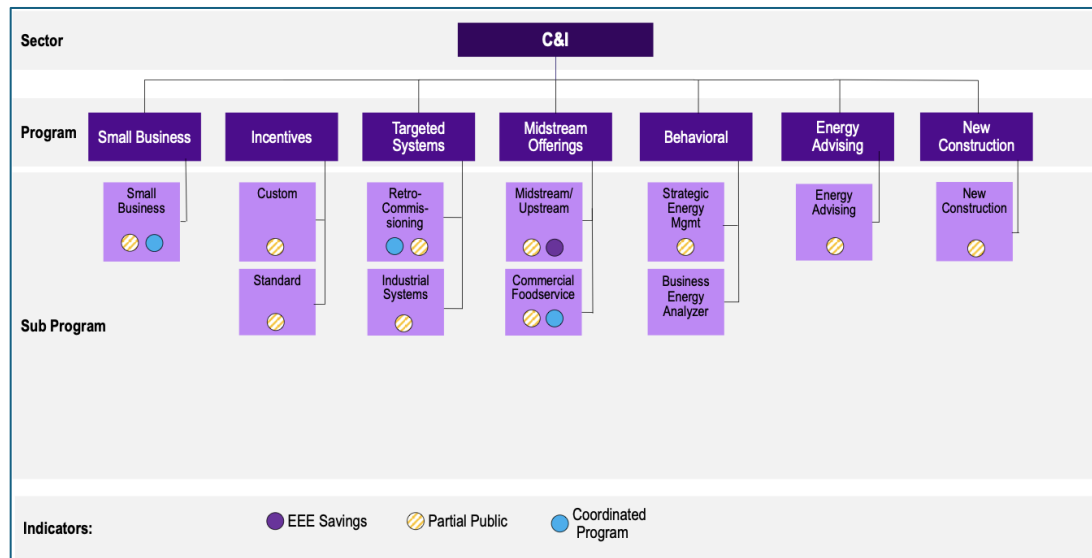 Sector
C&I
Program
Small Business
Incentives
Targeted
Systems
Midstream
Offerings
Behavioral
Energy
Advising
New
Construction
Sub Program
Small
Business
Custom
Retro-
Commis-
sioning
Midstream/
Upstream
Strategic
Energy
Mgmt
Energy
Advising
New
Construction
Standard
Industrial
Systems
Commercial
Foodservice
Business
Energy
Analyzer
Indicators:
EEE Savings
Partial Public
Coordinated
Program